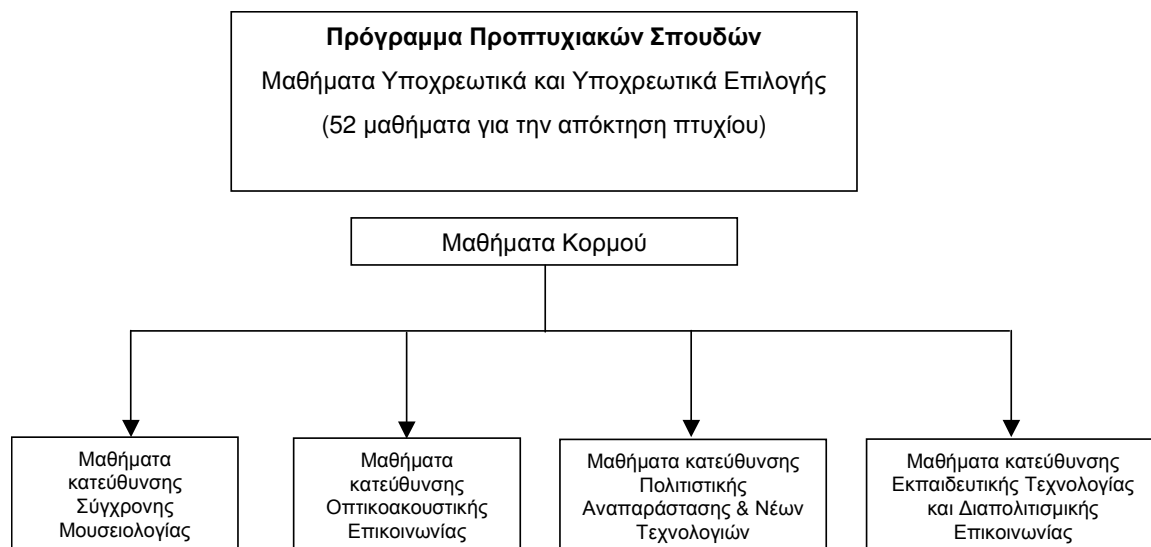 Πρόγραμμα Προπτυχιακών Σπουδών
Μαθήματα Υποχρεωτικά και Υποχρεωτικά Επιλογής
(52 μαθήματα για την απόκτηση πτυχίου)
Μαθήματα Κορμού
Μαθήματα
κατεύθυνσης
Σύγχρονης
Μουσειολογίας
Μαθήματα
κατεύθυνσης
Οπτικοακουστικής
Επικοινωνίας
Μαθήματα κατεύθυνσης
Πολιτιστικής
Αναπαράστασης & Νέων
Τεχνολογιών
Μαθήματα κατεύθυνσης
Εκπαιδευτικής Τεχνολογίας
και Διαπολιτισμικής
Επικοινωνίας